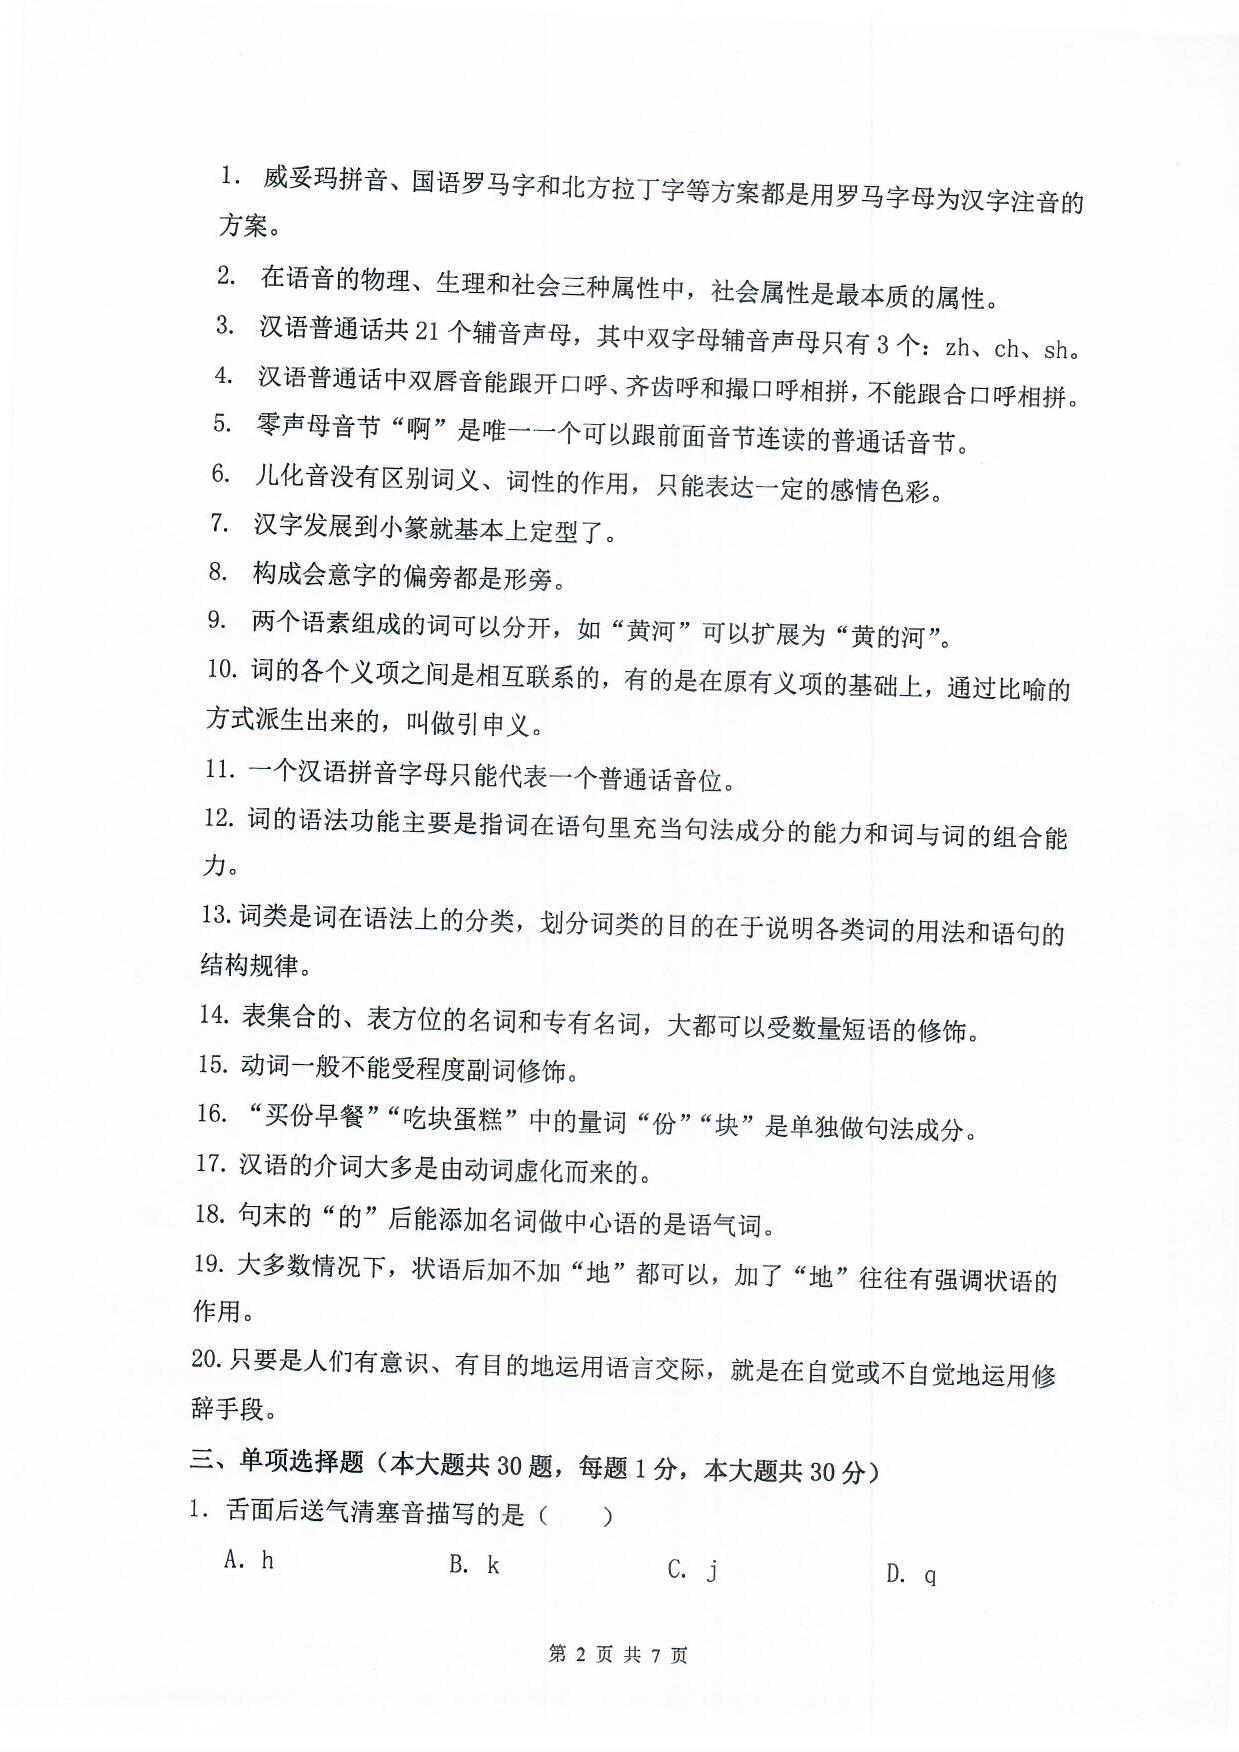 1. 威妥玛拼音、国语罗马字和北方拉丁字等方案都是用罗马字母为汉字注音的
方案。
2. 在语音的物理、生理和社会三种属性中，社会属性是最本质的属性。
3. 汉语普通话共 21 个辅音声母，其中双字母辅音声母只有 3 个：zh、ch、sh。
4. 汉语普通话中双唇音能跟开口呼、齐齿呼和撮口呼相拼，不能跟合口呼相拼。
5. 零声母音节“啊”是唯一一个可以跟前面音节连读的普通话音节。
6. 儿化音没有区别词义、词性的作用，只能表达一定的感情色彩。
7. 汉字发展到小篆就基本上定型了。
8. 构成会意字的偏旁都是形旁。
9. 两个语素组成的词可以分开，如“黄河”可以扩展为“黄的河”。
10. 词的各个义项之间是相互联系的，有的是在原有义项的基础上，通过比喻的
方式派生出来的，叫做引申义。
11. 一个汉语拼音字母只能代表一个普通话音位。
12. 词的语法功能主要是指词在语句里充当句法成分的能力和词与词的组合能
力。
13. 词类是词在语法上的分类，划分词类的目的在于说明各类词的用法和语句的
结构规律。
14. 表集合的、表方位的名词和专有名词，大都可以受数量短语的修饰。
15. 动词一般不能受程度副词修饰。
16. “买份早餐”“吃块蛋糕”中的量词“份”“块”是单独做句法成分。
17. 汉语的介词大多是由动词虚化而来的。
18. 句末的“的”后能添加名词做中心语的是语气词。
19. 大多数情况下，状语后加不加“地”都可以，加了“地”往往有强调状语的
作用。
20. 只要是人们有意识、有目的地运用语言交际，就是在自觉或不自觉地运用修
辞手段。
三、单项选择题（本大题共 30 题，每题 1 分，本大题共 30 分）
1. 舌面后送气清塞音描写的是（　　）
A. h B. k C. j D. q
第 2 页 共 7 页